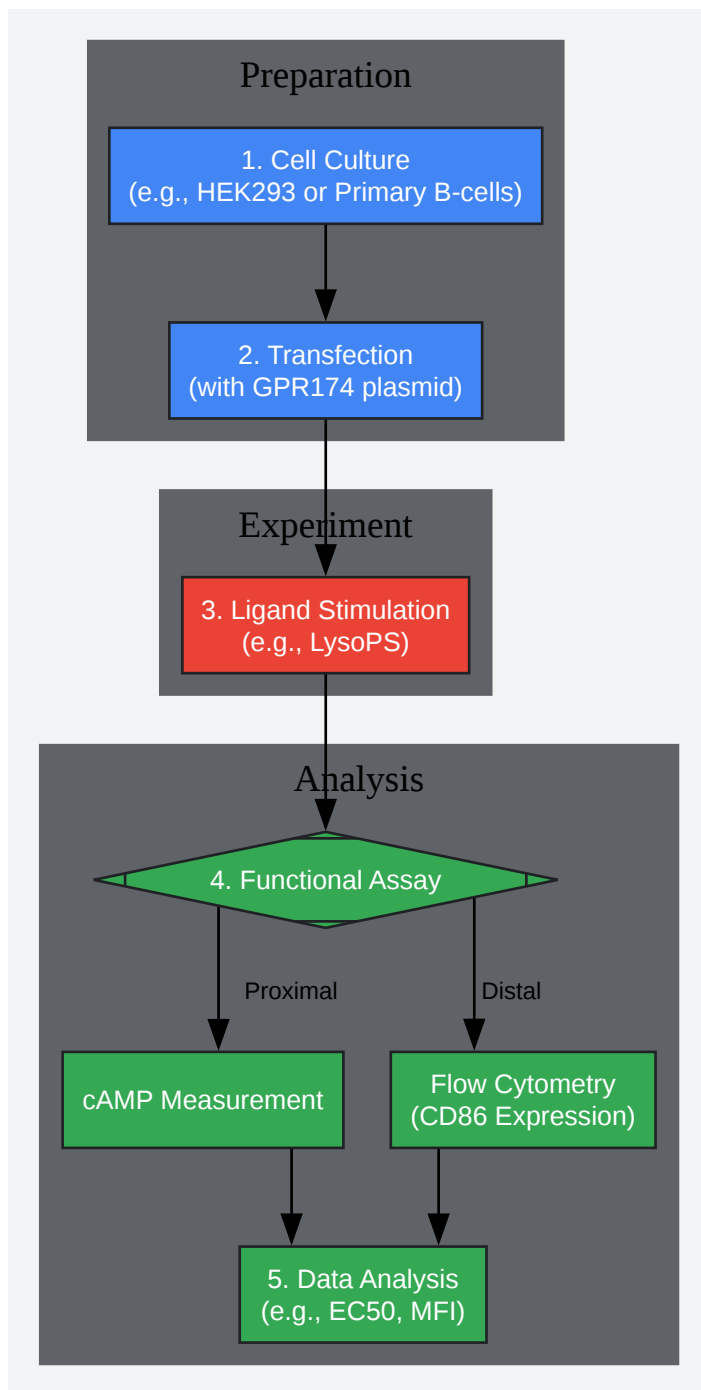 Preparation
1. Cell Culture
(e.g., HEK293 or Primary B-cells)
2. Transfection
(with GPR174 plasmid)
Experiment
3. Ligand Stimulation
(e.g., LysoPS)
Analysis
4. Functional Assay
Proximal
Distal
cAMP Measurement
Flow Cytometry
(CD86 Expression)
5. Data Analysis
(e.g., EC50, MFI)